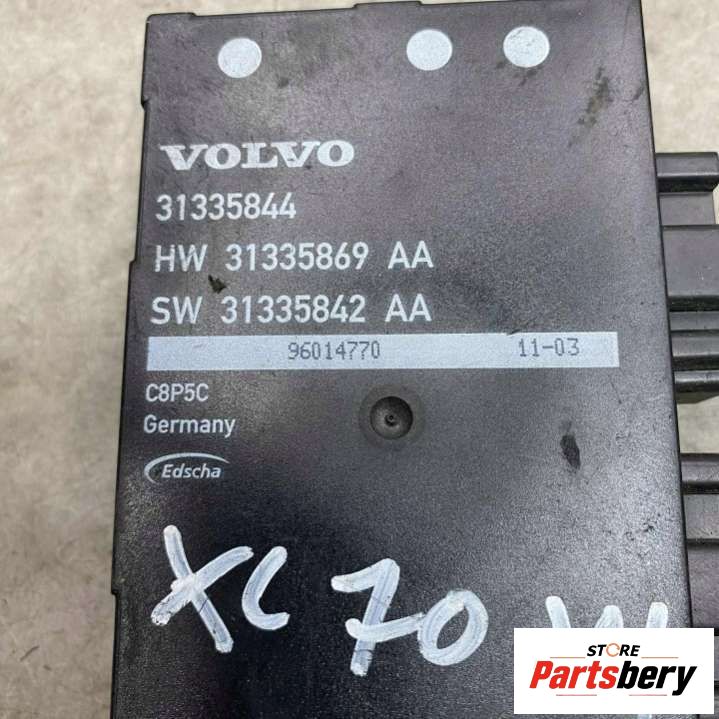 VOLVO
31335844
HW 31335869 AA
SW 31335842 AA
96014770 11-03
C8P5C
Germany
Edscha
XC 70
STORE
Partsbery